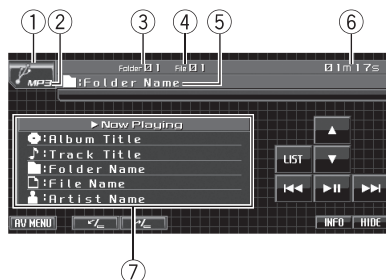 1 2 3 4 5 6
MP3 Folder 01 File 01 01m17s
:Folder Name
▶Now Playing
:Album Title
:Track Title
:Folder Name
:File Name
:Artist Name
LIST
AV MENU INFO HIDE
7